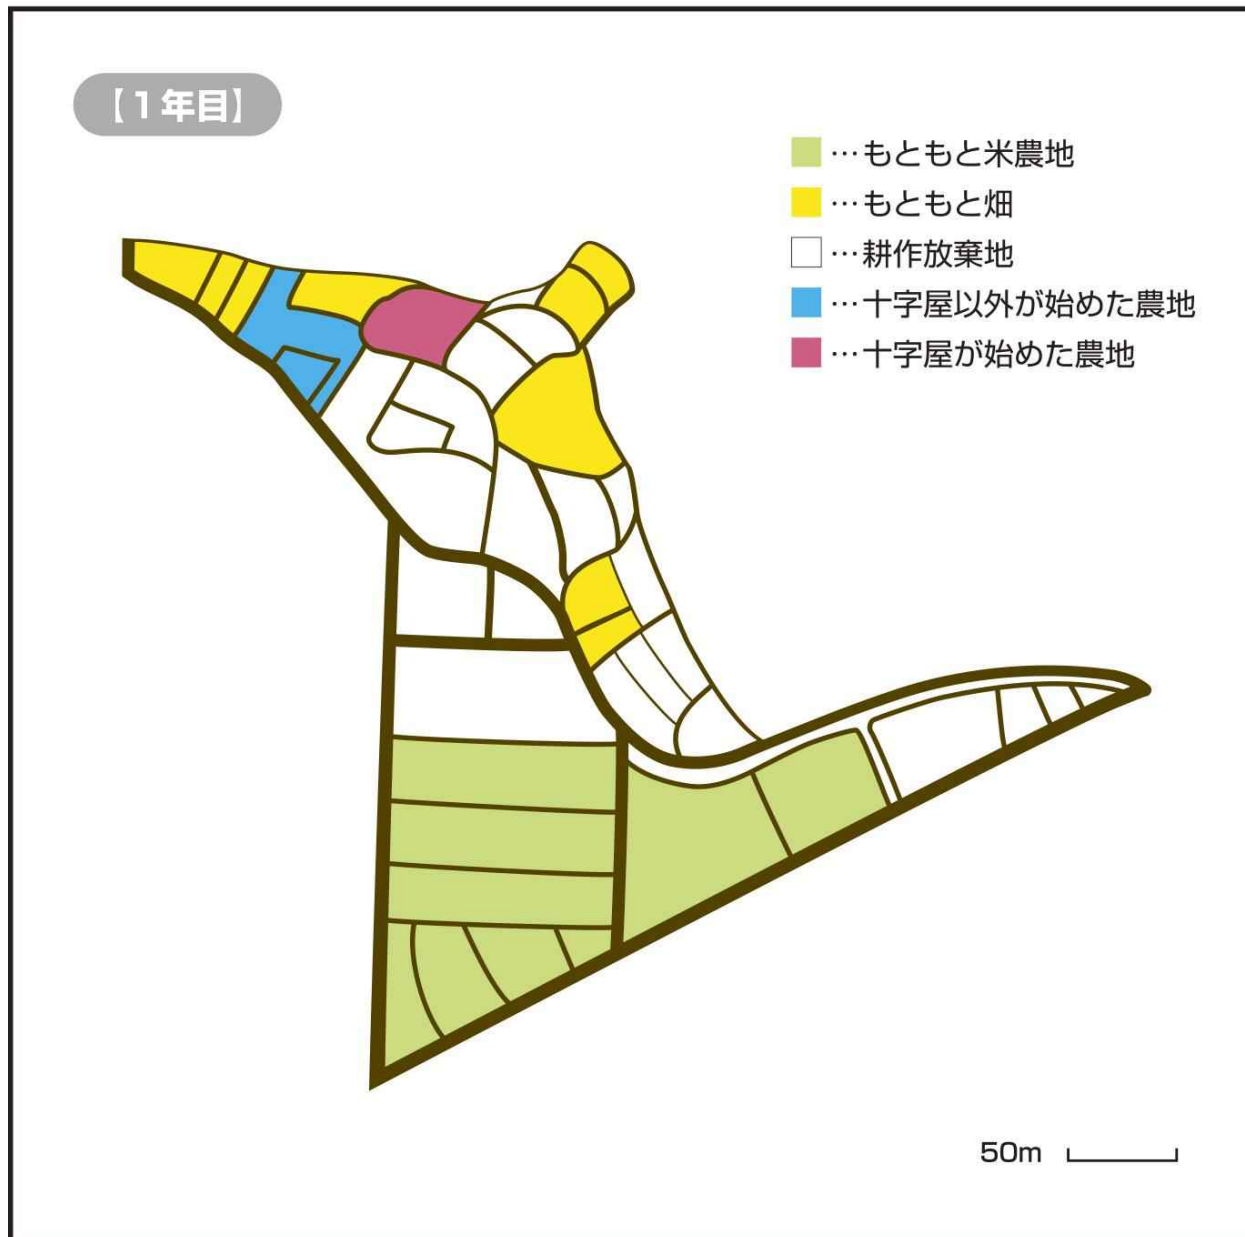 【1年目】
…もともと米農地
…もともと畑
…耕作放棄地
…十字屋以外が始めた農地
…十字屋が始めた農地
50m